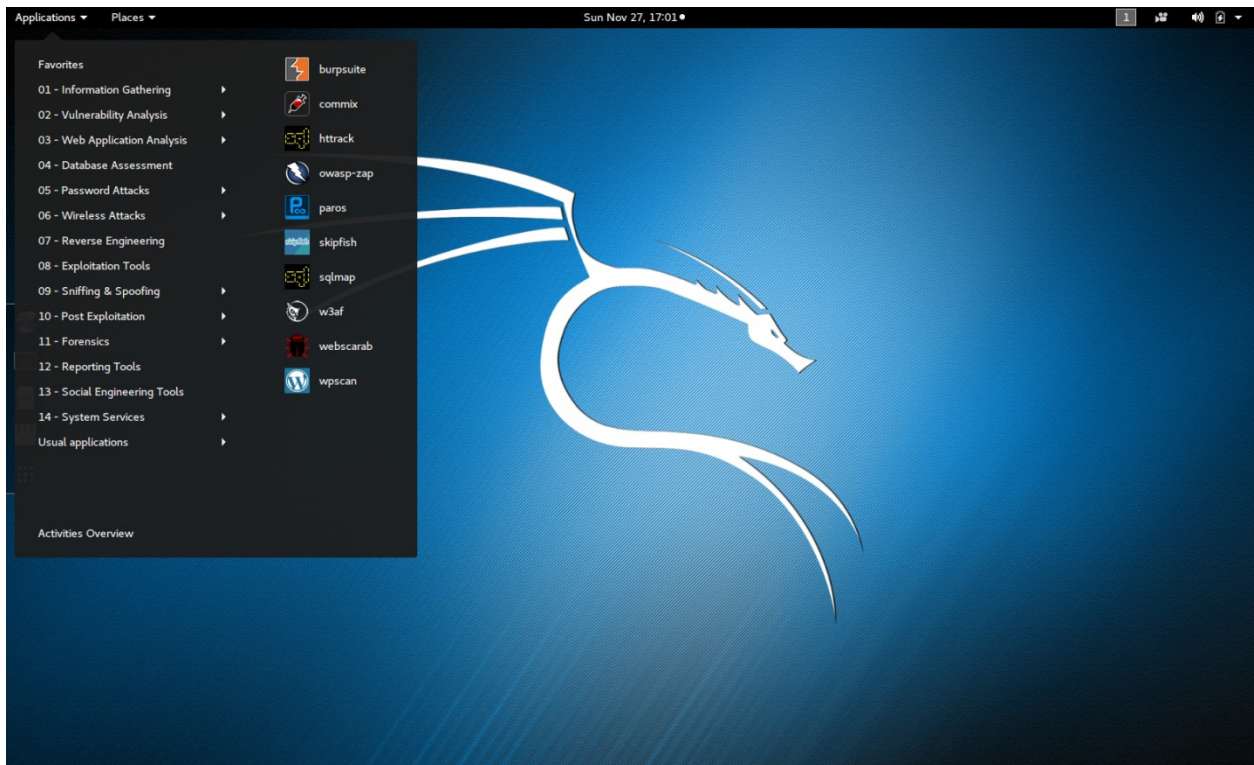 Applications Places Sun Nov 27, 17:01 1
Favorites
01 - Information Gathering
02 - Vulnerability Analysis
03 - Web Application Analysis
04 - Database Assessment
05 - Password Attacks
06 - Wireless Attacks
07 - Reverse Engineering
08 - Exploitation Tools
09 - Sniffing & Spoofing
10 - Post Exploitation
11 - Forensics
12 - Reporting Tools
13 - Social Engineering Tools
14 - System Services
Usual applications
Activities Overview
burpsuite
commix
httrack
owasp-zap
paros
skipfish
sqlmap
w3af
webscarab
wpscan